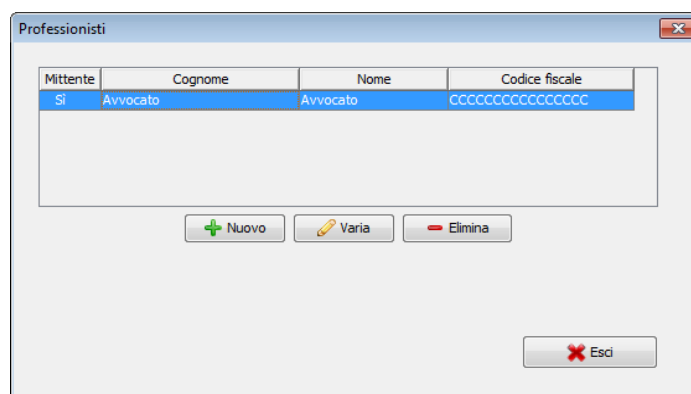 Professionisti
Mittente Cognome Nome Codice fiscale
Sì Avvocato Avvocato CCCCCCCCCCCCCCCC
Nuovo Varia Elimina
Esci